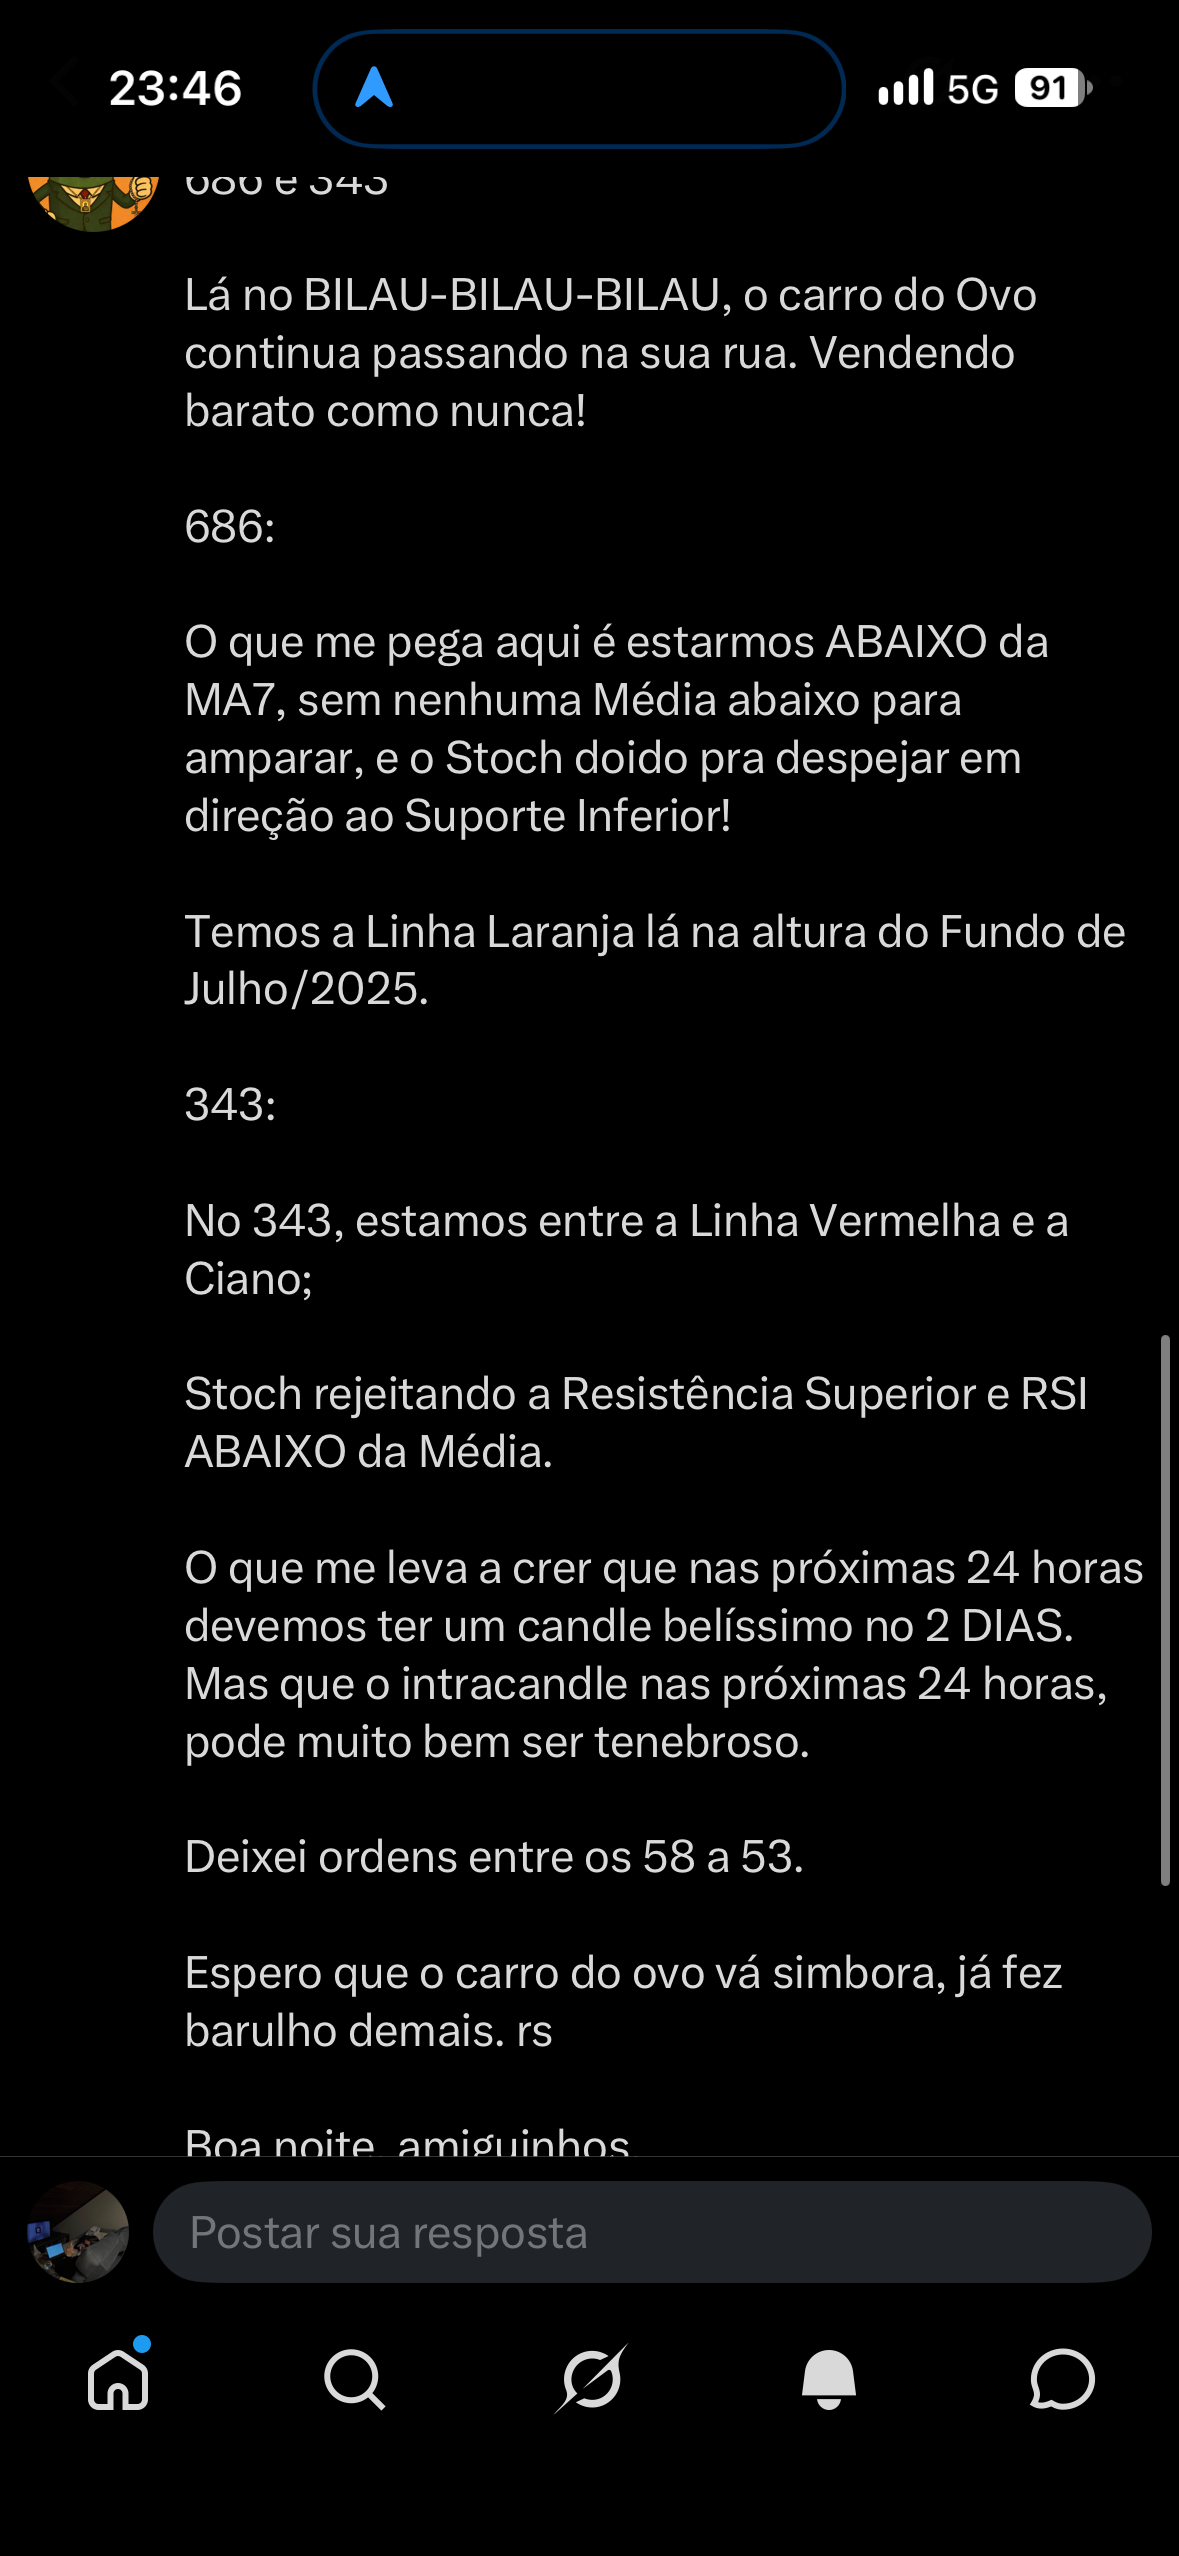 23:46
5G 91
686 e 343
Lá no BILAU-BILAU-BILAU, o carro do Ovo
continua passando na sua rua. Vendendo
barato como nunca!
686:
O que me pega aqui é estarmos ABAIXO da
MA7, sem nenhuma Média abaixo para
amparar, e o Stoch doido pra despejar em
direção ao Suporte Inferior!
Temos a Linha Laranja lá na altura do Fundo de
Julho/2025.
343:
No 343, estamos entre a Linha Vermelha e a
Ciano;
Stoch rejeitando a Resistência Superior e RSI
ABAIXO da Média.
O que me leva a crer que nas próximas 24 horas
devemos ter um candle belíssimo no 2 DIAS.
Mas que o intracandle nas próximas 24 horas,
pode muito bem ser tenebroso.
Deixei ordens entre os 58 a 53.
Espero que o carro do ovo vá simbora, já fez
barulho demais. rs
Boa noite, amiguinhos
Postar sua resposta